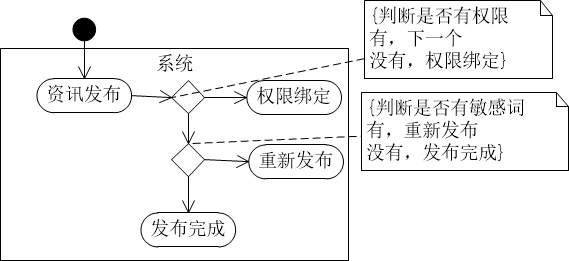 {判断是否有权限
有，下一个
没有，权限绑定}
系统
资讯发布
权限绑定
{判断是否有敏感词
有，重新发布
没有，发布完成}
重新发布
发布完成